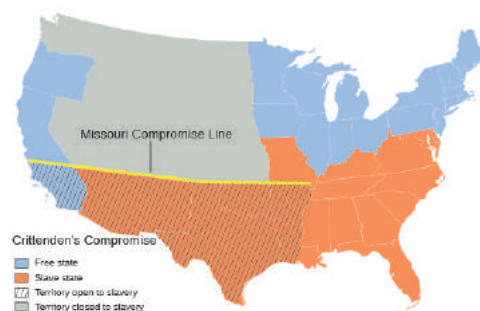 Missouri Compromise Line
Crittenden's Compromise
Free state
Slave state
Territory open to slavery
Territory closed to slavery